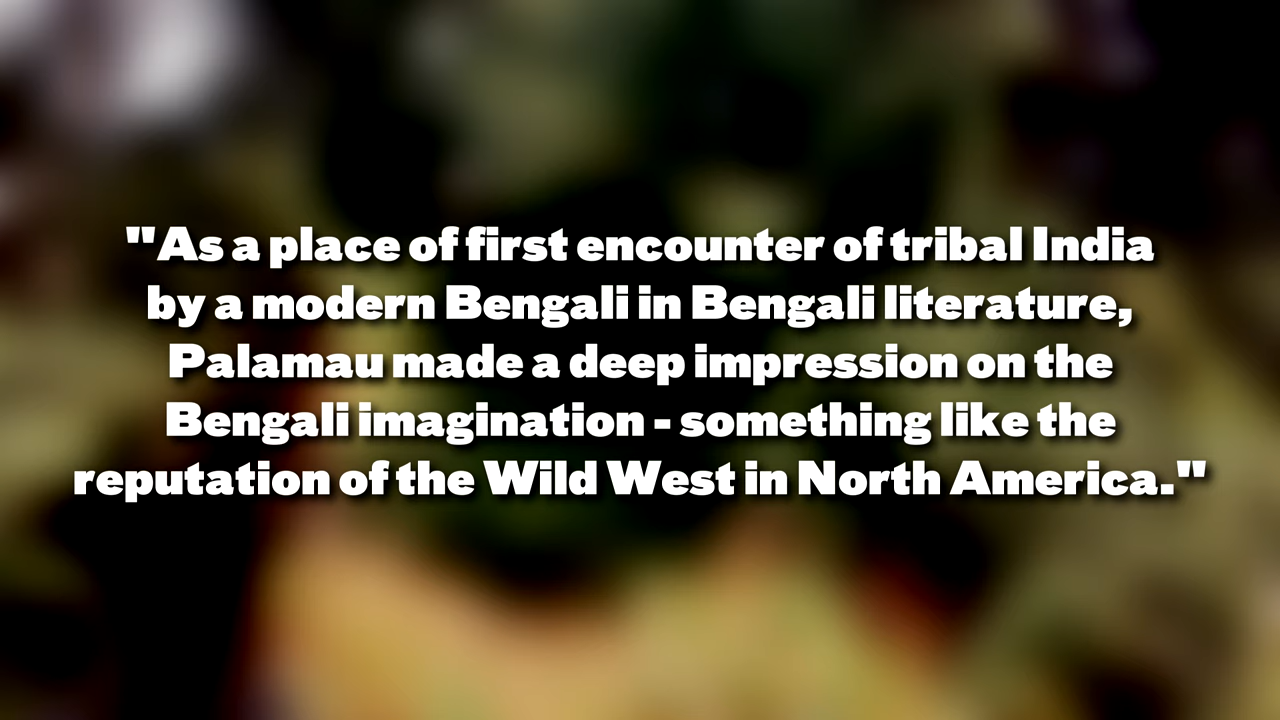 "As a place of first encounter of tribal India
by a modern Bengali in Bengali literature,
Palamau made a deep impression on the
Bengali imagination - something like the
reputation of the Wild West in North America."